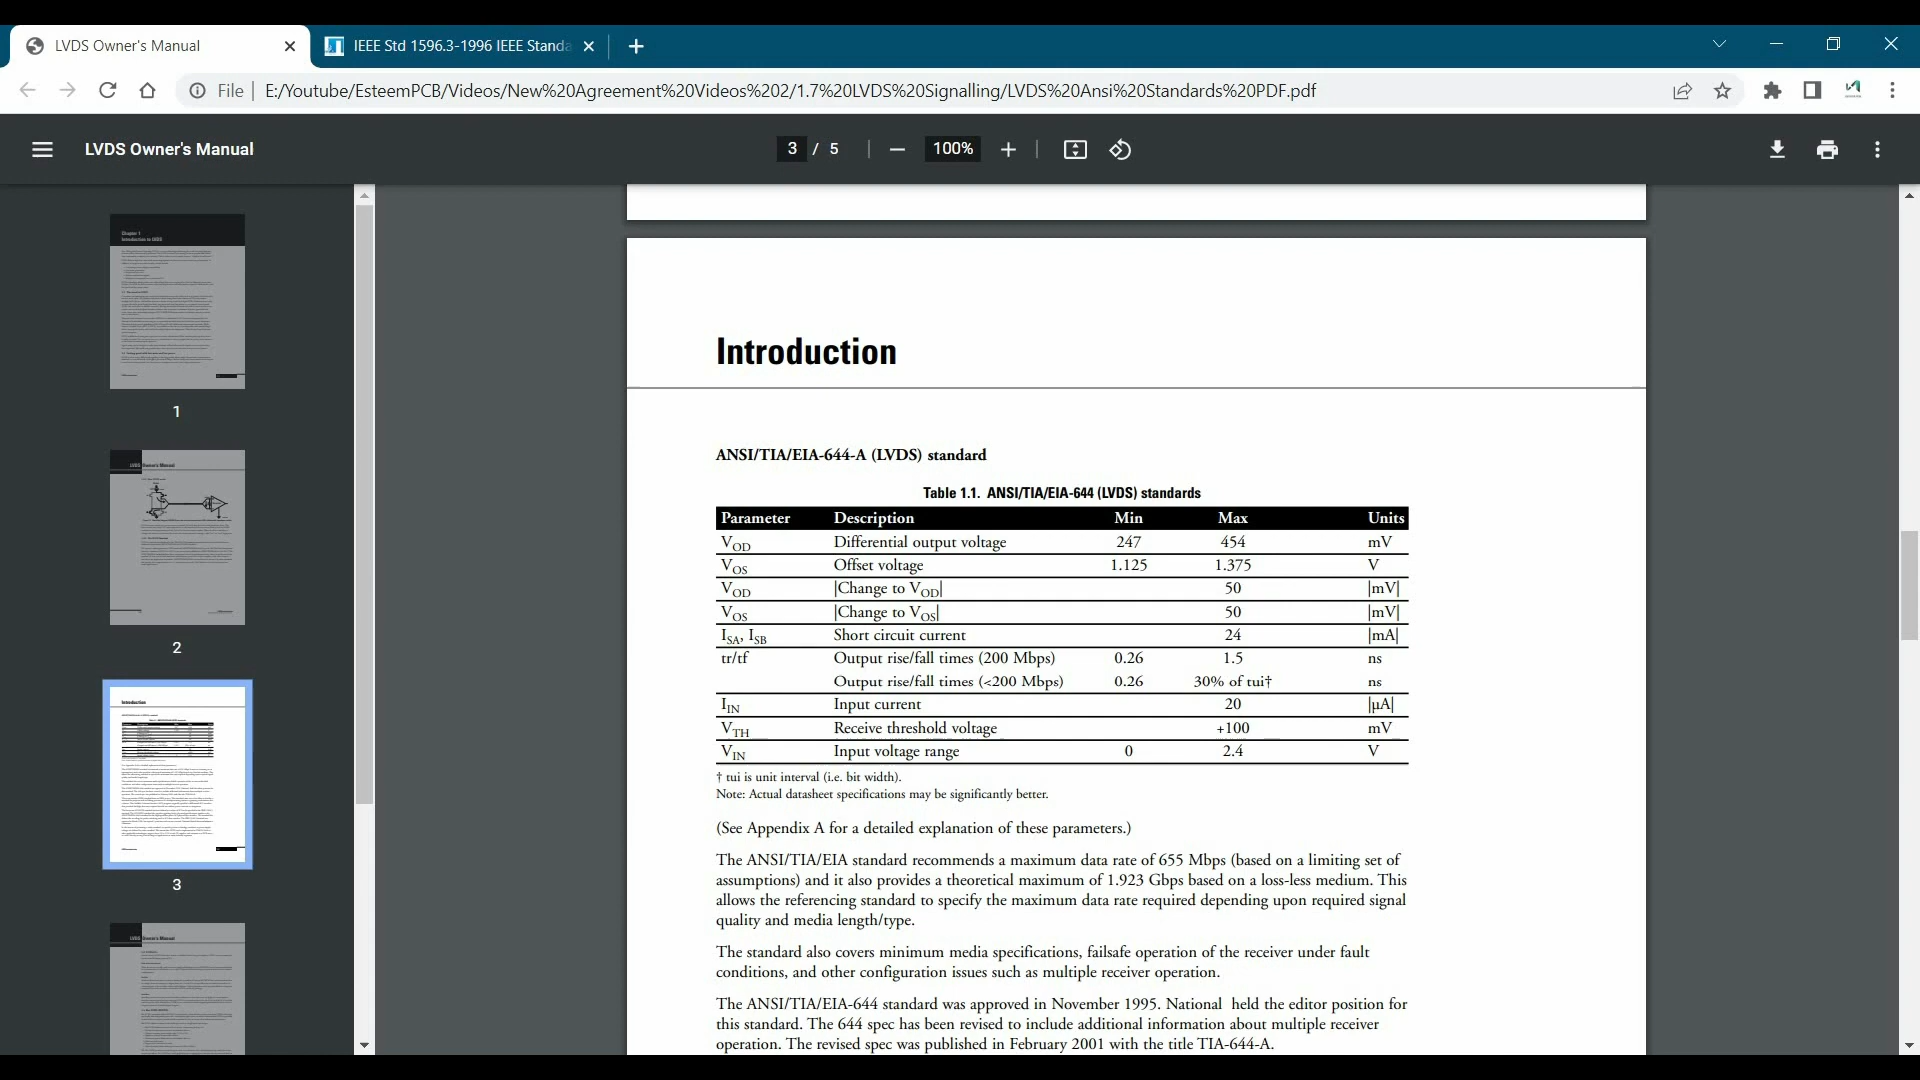 LVDS Owner's Manual
IEEE Std 1596.3-1996 IEEE Standa
File
E:/Youtube/EsteemPCB/Videos/New%20Agreement%20Videos%202/1.7%20LVDS%20Signalling/LVDS%20Ansi%20Standards%20PDF.pdf
LVDS Owner's Manual
3 / 5
100%
1
2
3
Introduction
ANSI/TIA/EIA-644-A (LVDS) standard
Table 1.1. ANSI/TIA/EIA-644 (LVDS) standards
Parameter Description Min Max Units
VOD Differential output voltage 247 454 mV
VOS Offset voltage 1.125 1.375 V
VOD |Change to VOD| 50 |mV|
VOS |Change to VOS| 50 |mV|
ISA, ISB Short circuit current 24 |mA|
tr/tf Output rise/fall times (200 Mbps) 0.26 1.5 ns
Output rise/fall times (<200 Mbps) 0.26 30% of tui† ns
IIN Input current 20 |µA|
VTH Receive threshold voltage +100 mV
VIN Input voltage range 0 2.4 V
† tui is unit interval (i.e. bit width).
Note: Actual datasheet specifications may be significantly better.
(See Appendix A for a detailed explanation of these parameters.)
The ANSI/TIA/EIA standard recommends a maximum data rate of 655 Mbps (based on a limiting set of
assumptions) and it also provides a theoretical maximum of 1.923 Gbps based on a loss-less medium. This
allows the referencing standard to specify the maximum data rate required depending upon required signal
quality and media length/type.
The standard also covers minimum media specifications, failsafe operation of the receiver under fault
conditions, and other configuration issues such as multiple receiver operation.
The ANSI/TIA/EIA-644 standard was approved in November 1995. National held the editor position for
this standard. The 644 spec has been revised to include additional information about multiple receiver
operation. The revised spec was published in February 2001 with the title TIA-644-A.